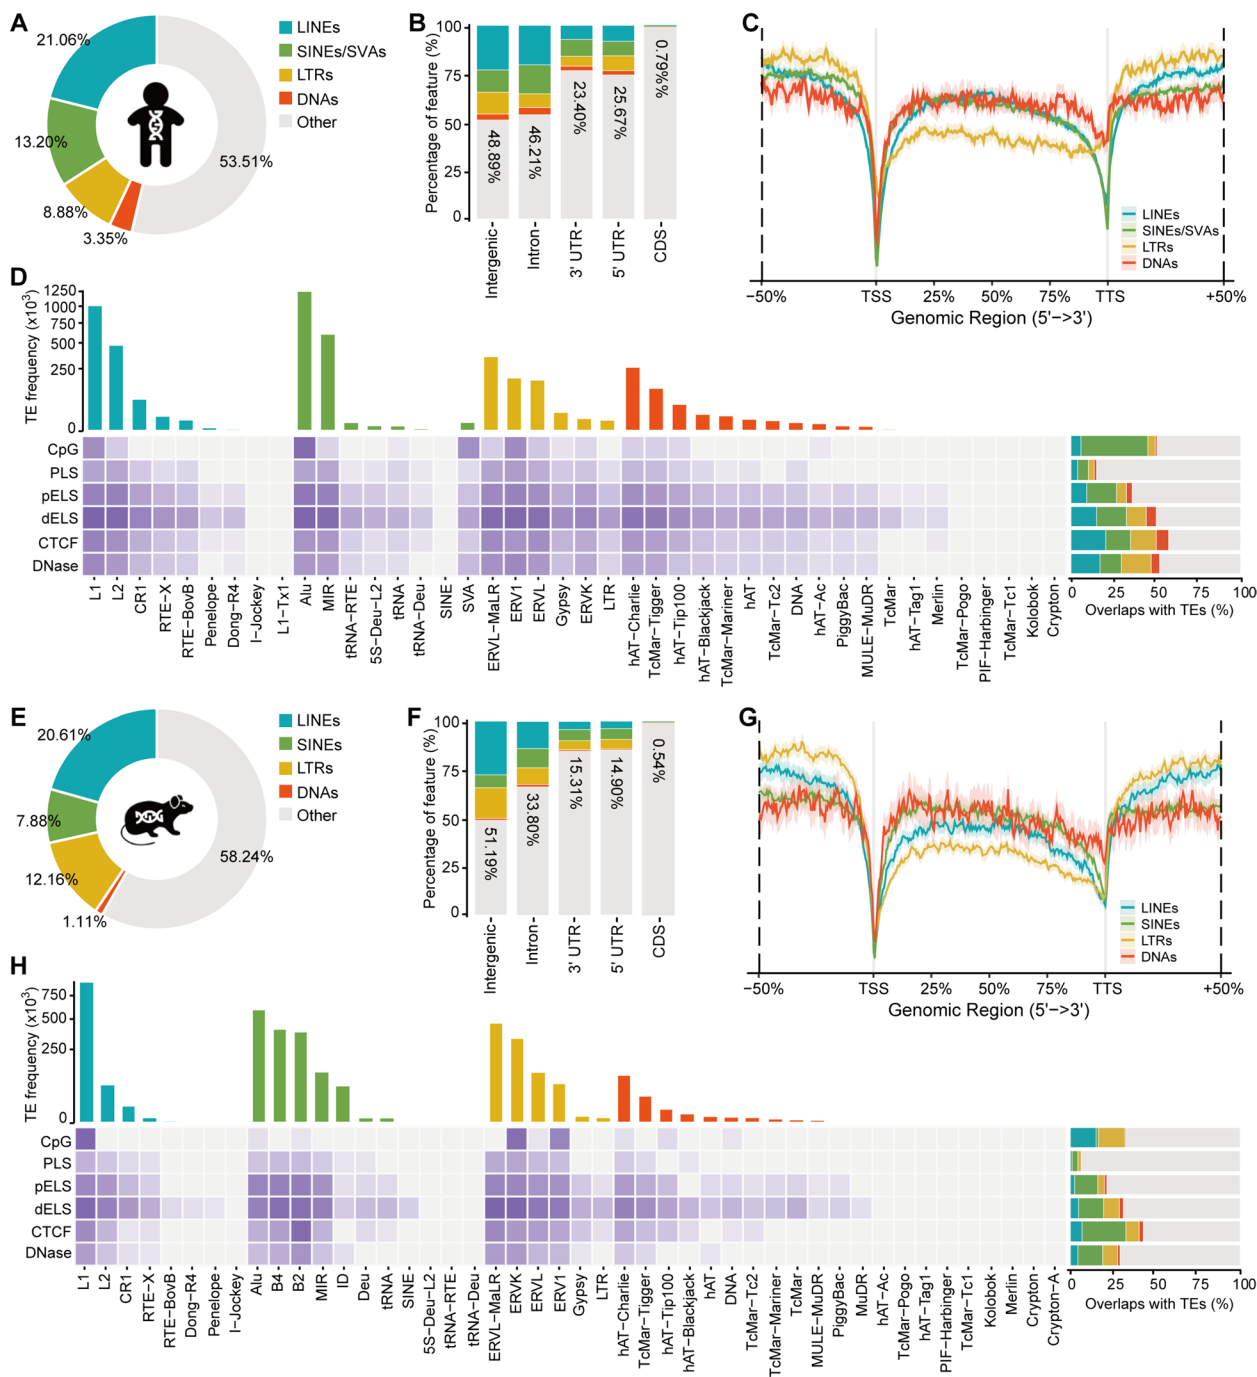 A
21.06%
13.20%
8.88%
3.35%
53.51%
LINEs
SINEs/SVAs
LTRs
DNAs
Other
B
Percentage of feature (%)
100
75
50
25
0
48.89%
46.21%
23.40%
25.67%
0.79%%
Intergenic
Intron
3' UTR
5' UTR
CDS
C
LINEs
SINEs/SVAs
LTRs
DNAs
−50%
TSS
25%
50%
75%
TTS
+50%
Genomic Region (5'−>3')
D
TE frequency (x10³)
1250
1000
750
500
250
0
CpG
PLS
pELS
dELS
CTCF
DNase
L1
L2
CR1
RTE−X
RTE−BovB
Penelope
Dong−R4
I−Jockey
L1−Tx1
Alu
MIR
tRNA−RTE
5S−Deu−L2
tRNA
tRNA−Deu
SINE
SVA
ERVL−MaLR
ERV1
ERVL
Gypsy
ERVK
LTR
hAT−Charlie
TcMar−Tigger
hAT−Tip100
hAT−Blackjack
TcMar−Mariner
hAT
TcMar−Tc2
DNA
hAT−Ac
PiggyBac
MULE−MuDR
TcMar
hAT−Tag1
Merlin
TcMar−Pogo
PIF−Harbinger
TcMar−Tc1
Kolobok
Crypton
0
25
50
75
100
Overlaps with TEs (%)
E
20.61%
7.88%
12.16%
1.11%
58.24%
LINEs
SINEs
LTRs
DNAs
Other
F
Percentage of feature (%)
100
75
50
25
0
51.19%
33.80%
15.31%
14.90%
0.54%
Intergenic
Intron
3' UTR
5' UTR
CDS
G
LINEs
SINEs
LTRs
DNAs
−50%
TSS
25%
50%
75%
TTS
+50%
Genomic Region (5'−>3')
H
TE frequency (x10³)
750
500
250
0
CpG
PLS
pELS
dELS
CTCF
DNase
L1
L2
CR1
RTE−X
RTE−BovB
Dong−R4
Penelope
I−Jockey
Alu
B4
B2
MIR
ID
Deu
tRNA
SINE
5S−Deu−L2
tRNA−RTE
tRNA−Deu
ERVL−MaLR
ERVK
ERVL
ERV1
Gypsy
LTR
hAT−Charlie
TcMar−Tigger
hAT−Tip100
hAT−Blackjack
hAT
DNA
TcMar−Tc2
TcMar−Mariner
TcMar
MULE−MuDR
PiggyBac
MuDR
hAT−Ac
TcMar−Pogo
hAT−Tag1
PIF−Harbinger
TcMar−Tc1
Kolobok
Merlin
Crypton
Crypton−A
0
25
50
75
100
Overlaps with TEs (%)